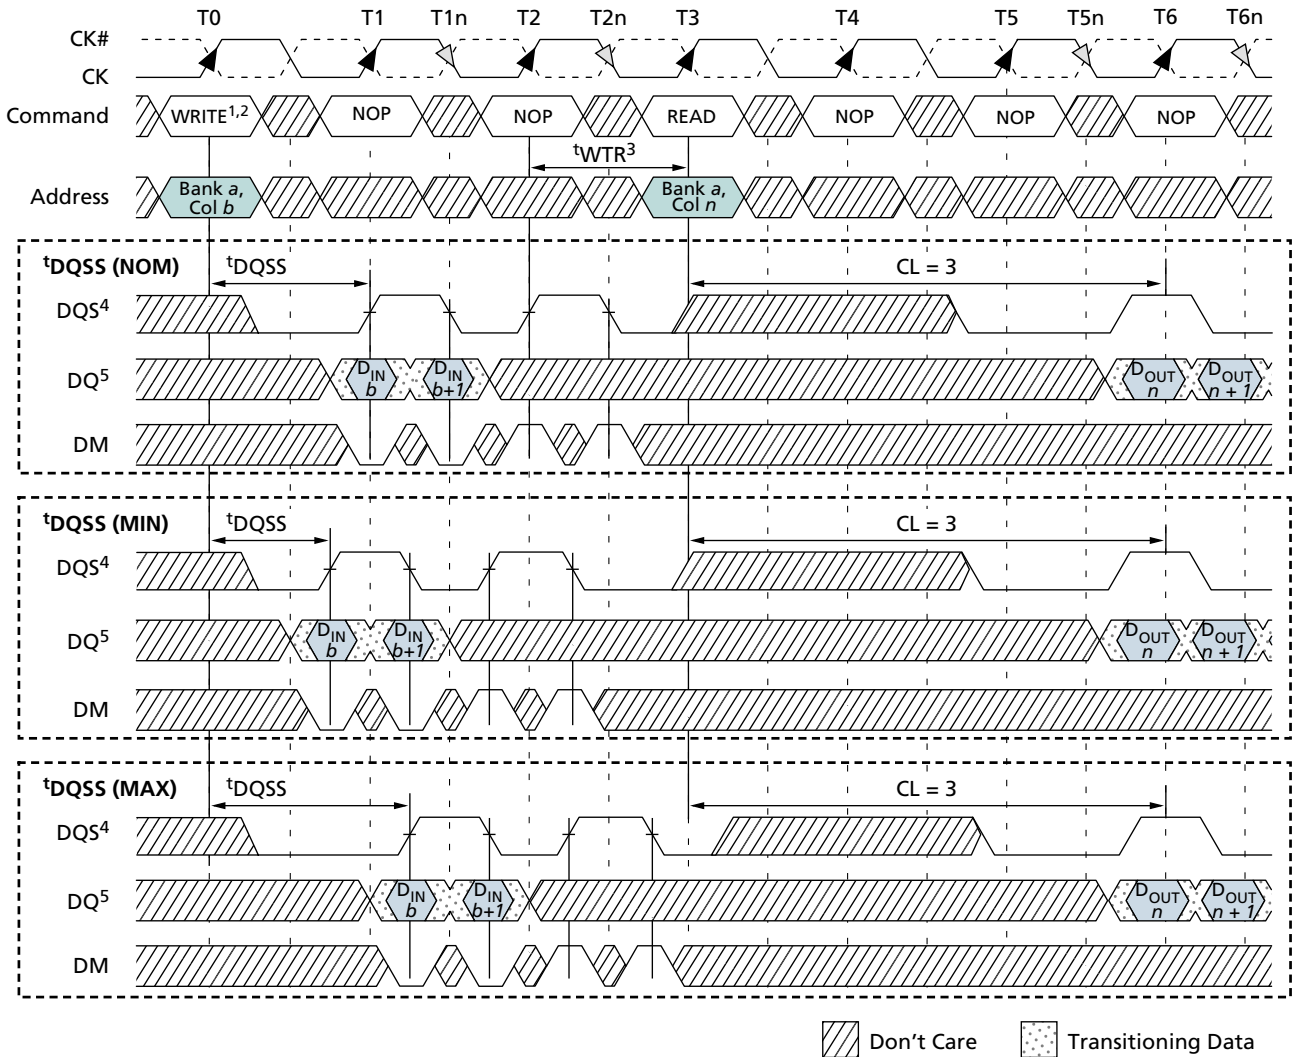 T0 T1 T1n T2 T2n T3 T4 T5 T5n T6 T6n
CK#
CK
Command WRITE1,2 NOP NOP READ NOP NOP NOP
tWTR3
Address Bank a, Col b Bank a, Col n
tDQSS (NOM) tDQSS CL = 3
DQS4
DQ5 DIN b DIN b+1 DOUT n DOUT n + 1
DM
tDQSS (MIN) tDQSS CL = 3
DQS4
DQ5 DIN b DIN b+1 DOUT n DOUT n + 1
DM
tDQSS (MAX) tDQSS CL = 3
DQS4
DQ5 DIN b DIN b+1 DOUT n DOUT n + 1
DM
Don't Care Transitioning Data